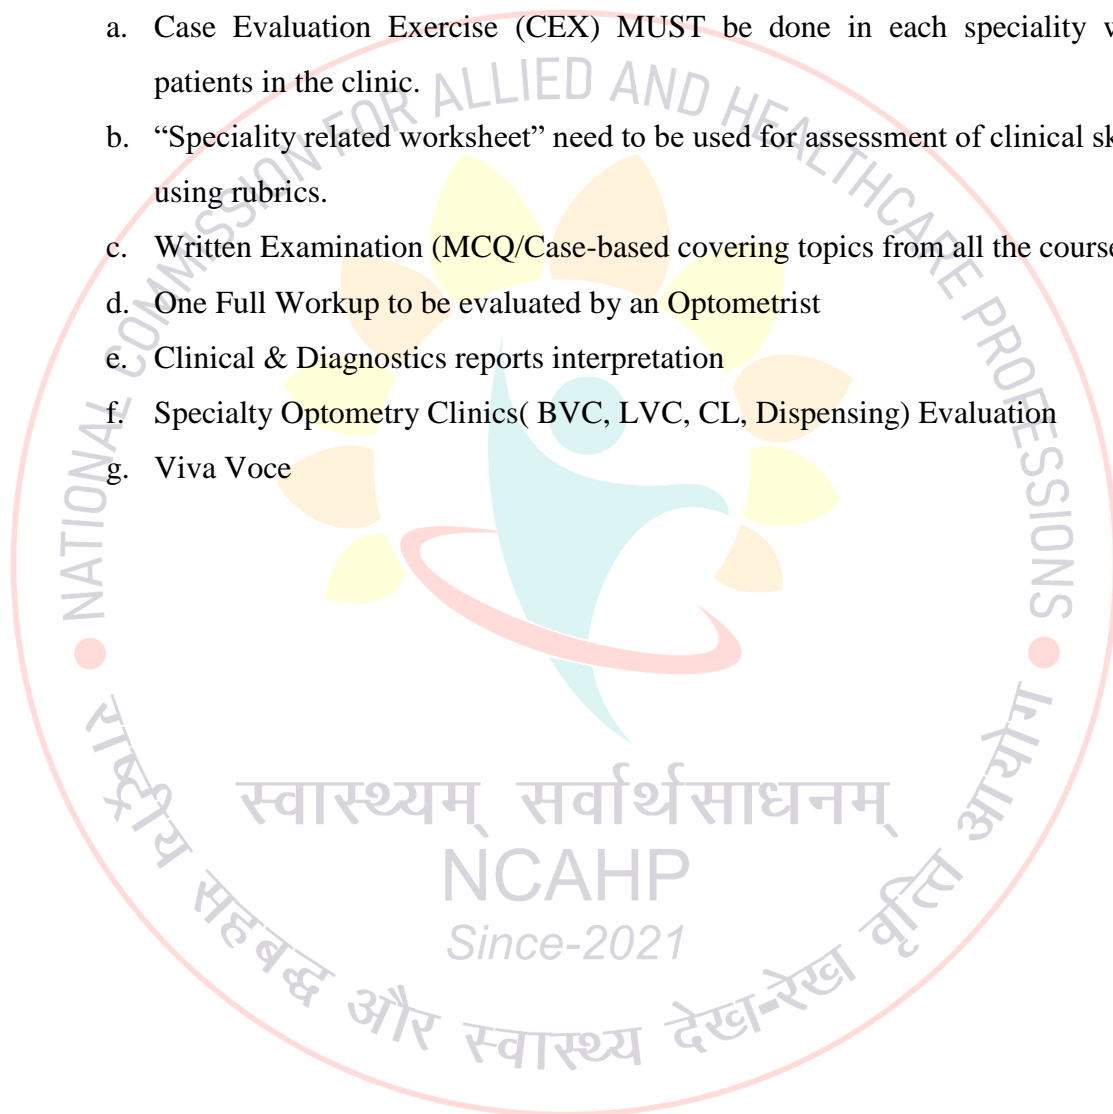 a. Case Evaluation Exercise (CEX) MUST be done in each speciality
patients in the clinic.
b. “Speciality related worksheet” need to be used for assessment of clinical
using rubrics.
c. Written Examination (MCQ/Case-based covering topics from all the course
d. One Full Workup to be evaluated by an Optometrist
e. Clinical & Diagnostics reports interpretation
f. Specialty Optometry Clinics( BVC, LVC, CL, Dispensing) Evaluation
g. Viva Voce
NATIONAL COMMISSION FOR ALLIED AND HEALTHCARE PROFESSIONS
स्वास्थ्यम् सर्वार्थसाधनम्
NCAHP
Since-2021
राष्ट्रीय सहबद्ध और स्वास्थ्य देख-रेख वृत्ति आयोग